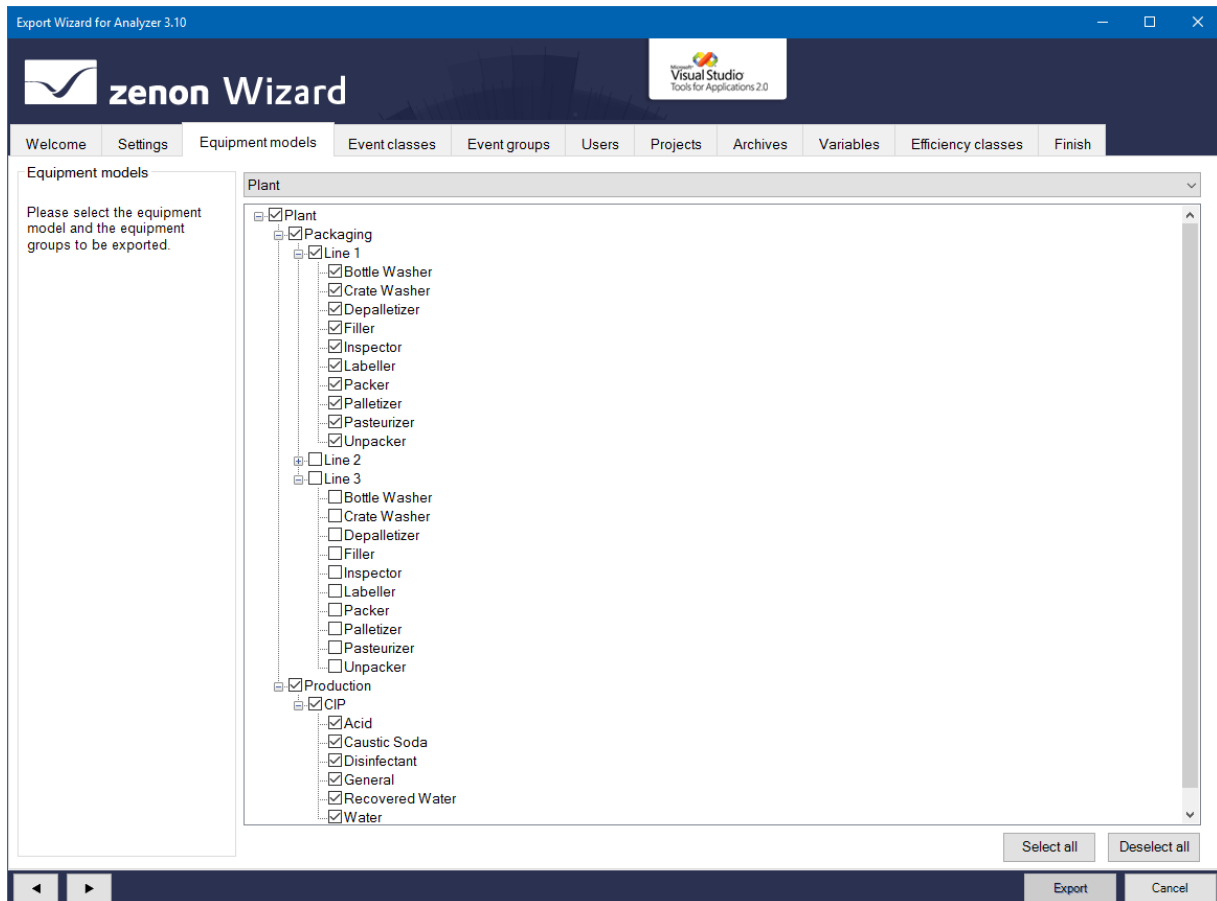 Export Wizard for Analyzer 3.10
zenon Wizard
Microsoft
Visual Studio
Tools for Applications 2.0
Welcome Settings Equipment models Event classes Event groups Users Projects Archives Variables Efficiency classes Finish
Equipment models
Please select the equipment
model and the equipment
groups to be exported.
Plant
Plant
Packaging
Line 1
Bottle Washer
Crate Washer
Depalletizer
Filler
Inspector
Labeller
Packer
Palletizer
Pasteurizer
Unpacker
Line 2
Line 3
Bottle Washer
Crate Washer
Depalletizer
Filler
Inspector
Labeller
Packer
Palletizer
Pasteurizer
Unpacker
Production
CIP
Acid
Caustic Soda
Disinfectant
General
Recovered Water
Water
Select all Deselect all
Export Cancel